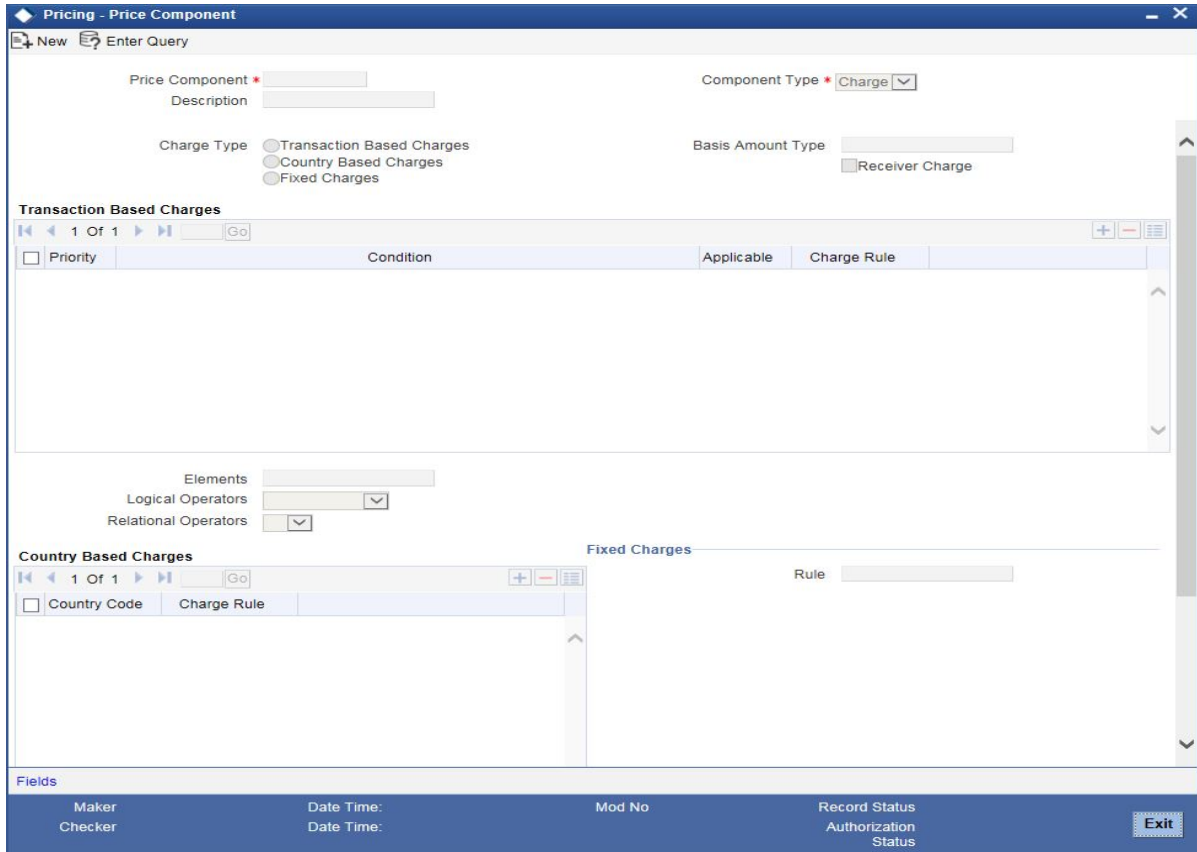 Pricing - Price Component
New Enter Query
Price Component * Component Type * Charge
Description
Charge Type Transaction Based Charges Basis Amount Type
Country Based Charges Receiver Charge
Fixed Charges
Transaction Based Charges
1 Of 1 Go
Priority Condition Applicable Charge Rule
Elements
Logical Operators
Relational Operators
Country Based Charges
1 Of 1 Go
Country Code Charge Rule
Fixed Charges
Rule
Fields
Maker Date Time: Mod No Record Status
Checker Date Time: Authorization Status
Exit